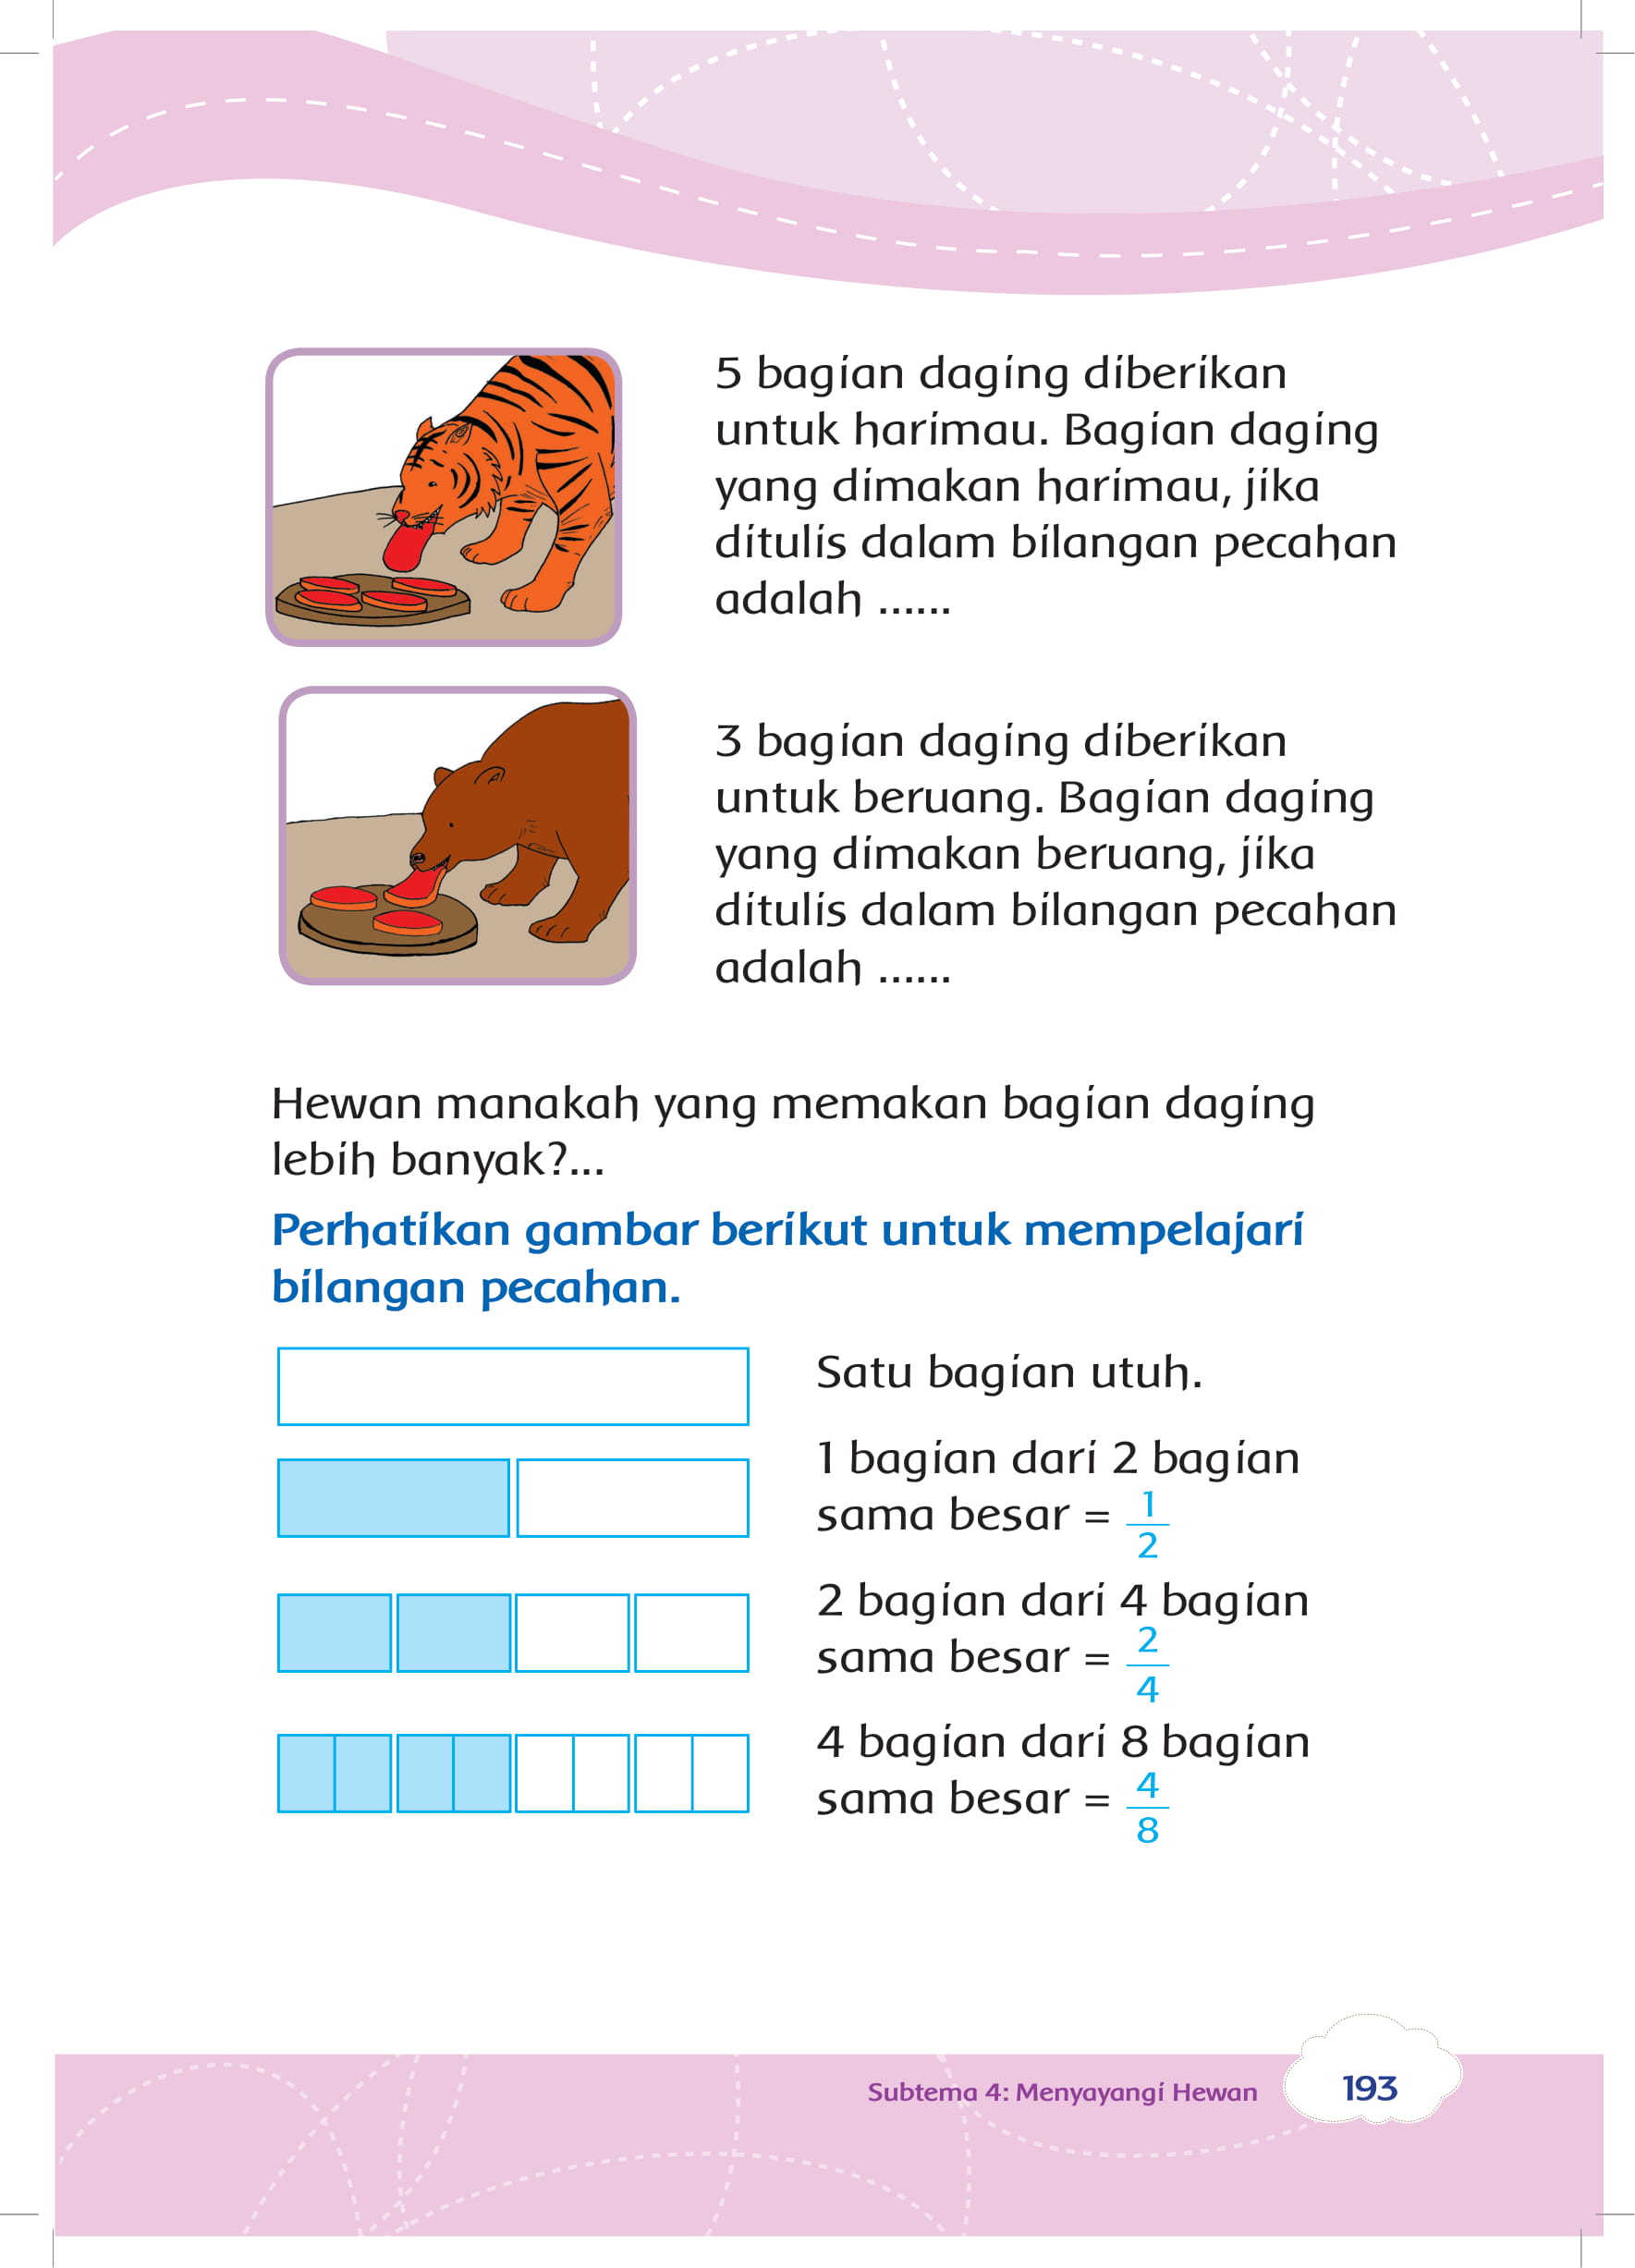 5 bagian daging diberikan
untuk harimau. Bagian daging
yang dimakan harimau, jika
ditulis dalam bilangan pecahan
adalah ......
3 bagian daging diberikan
untuk beruang. Bagian daging
yang dimakan beruang, jika
ditulis dalam bilangan pecahan
adalah ......
Hewan manakah yang memakan bagian daging
lebih banyak?...
Perhatikan gambar berikut untuk mempelajari
bilangan pecahan.
Satu bagian utuh.
1 bagian dari 2 bagian
sama besar = 1/2
2 bagian dari 4 bagian
sama besar = 2/4
4 bagian dari 8 bagian
sama besar = 4/8
Subtema 4: Menyayangi Hewan
193